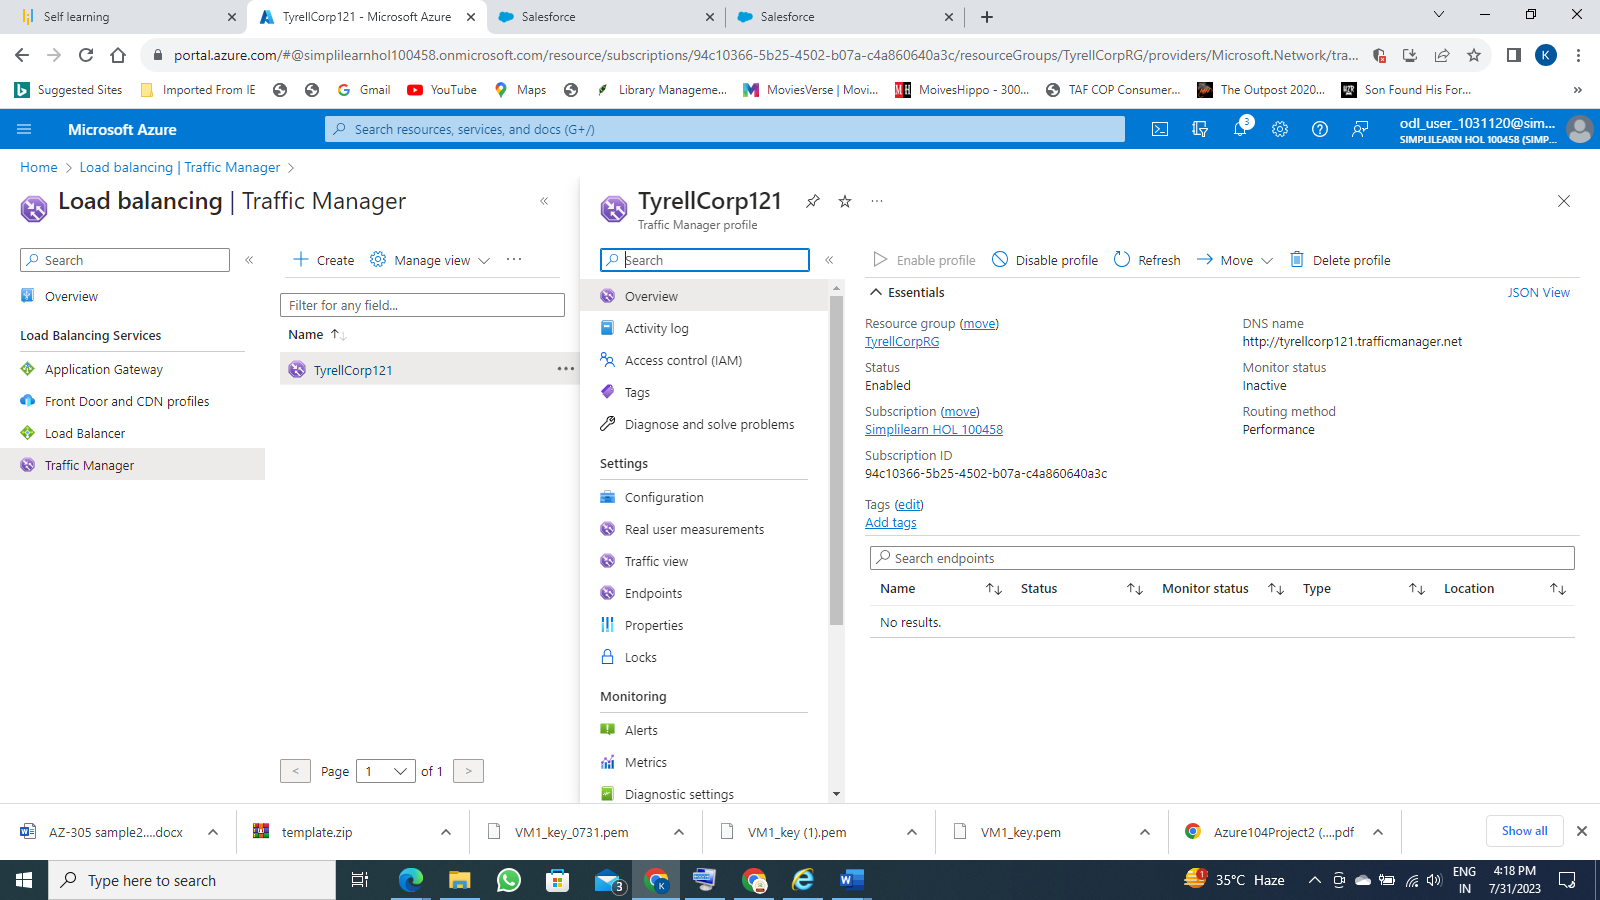 Self learning
TyrellCorp121 - Microsoft Azure
Salesforce
Salesforce
portal.azure.com/#@simplilearnhol100458.onmicrosoft.com/resource/subscriptions/94c10366-5b25-4502-b07a-c4a860640a3c/resourceGroups/TyrellCorpRG/providers/Microsoft.Network/tra...
K
Suggested Sites
Imported From IE
Gmail
YouTube
Maps
Library Manageme...
MoviesVerse | Movi...
MoivesHippo - 300...
TAF COP Consumer...
The Outpost 2020...
Son Found His For...
»
Microsoft Azure
Search resources, services, and docs (G+/)
3
odl_user_1031120@sim...
SIMPLILEARN HOL 100458 (SIMP...
Home > Load balancing | Traffic Manager >
Load balancing | Traffic Manager
«
Search
«
Overview
Load Balancing Services
Application Gateway
Front Door and CDN profiles
Load Balancer
Traffic Manager
Create
Manage view
...
Filter for any field...
Name
TyrellCorp121
...
< Page 1 of 1 >
TyrellCorp121
...
Traffic Manager profile
Search
«
Overview
Activity log
Access control (IAM)
Tags
Diagnose and solve problems
Settings
Configuration
Real user measurements
Traffic view
Endpoints
Properties
Locks
Monitoring
Alerts
Metrics
Diagnostic settings
Enable profile
Disable profile
Refresh
Move
Delete profile
Essentials
JSON View
Resource group (move)
TyrellCorpRG
Status
Enabled
Subscription (move)
Simplilearn HOL 100458
Subscription ID
94c10366-5b25-4502-b07a-c4a860640a3c
DNS name
http://tyrellcorp121.trafficmanager.net
Monitor status
Inactive
Routing method
Performance
Tags (edit)
Add tags
Search endpoints
Name
Status
Monitor status
Type
Location
No results.
AZ-305 sample2....docx
template.zip
VM1_key_0731.pem
VM1_key (1).pem
VM1_key.pem
Azure104Project2 (....pdf
Show all
Type here to search
3
K
1
35°C Haze
ENG
IN
4:18 PM
7/31/2023